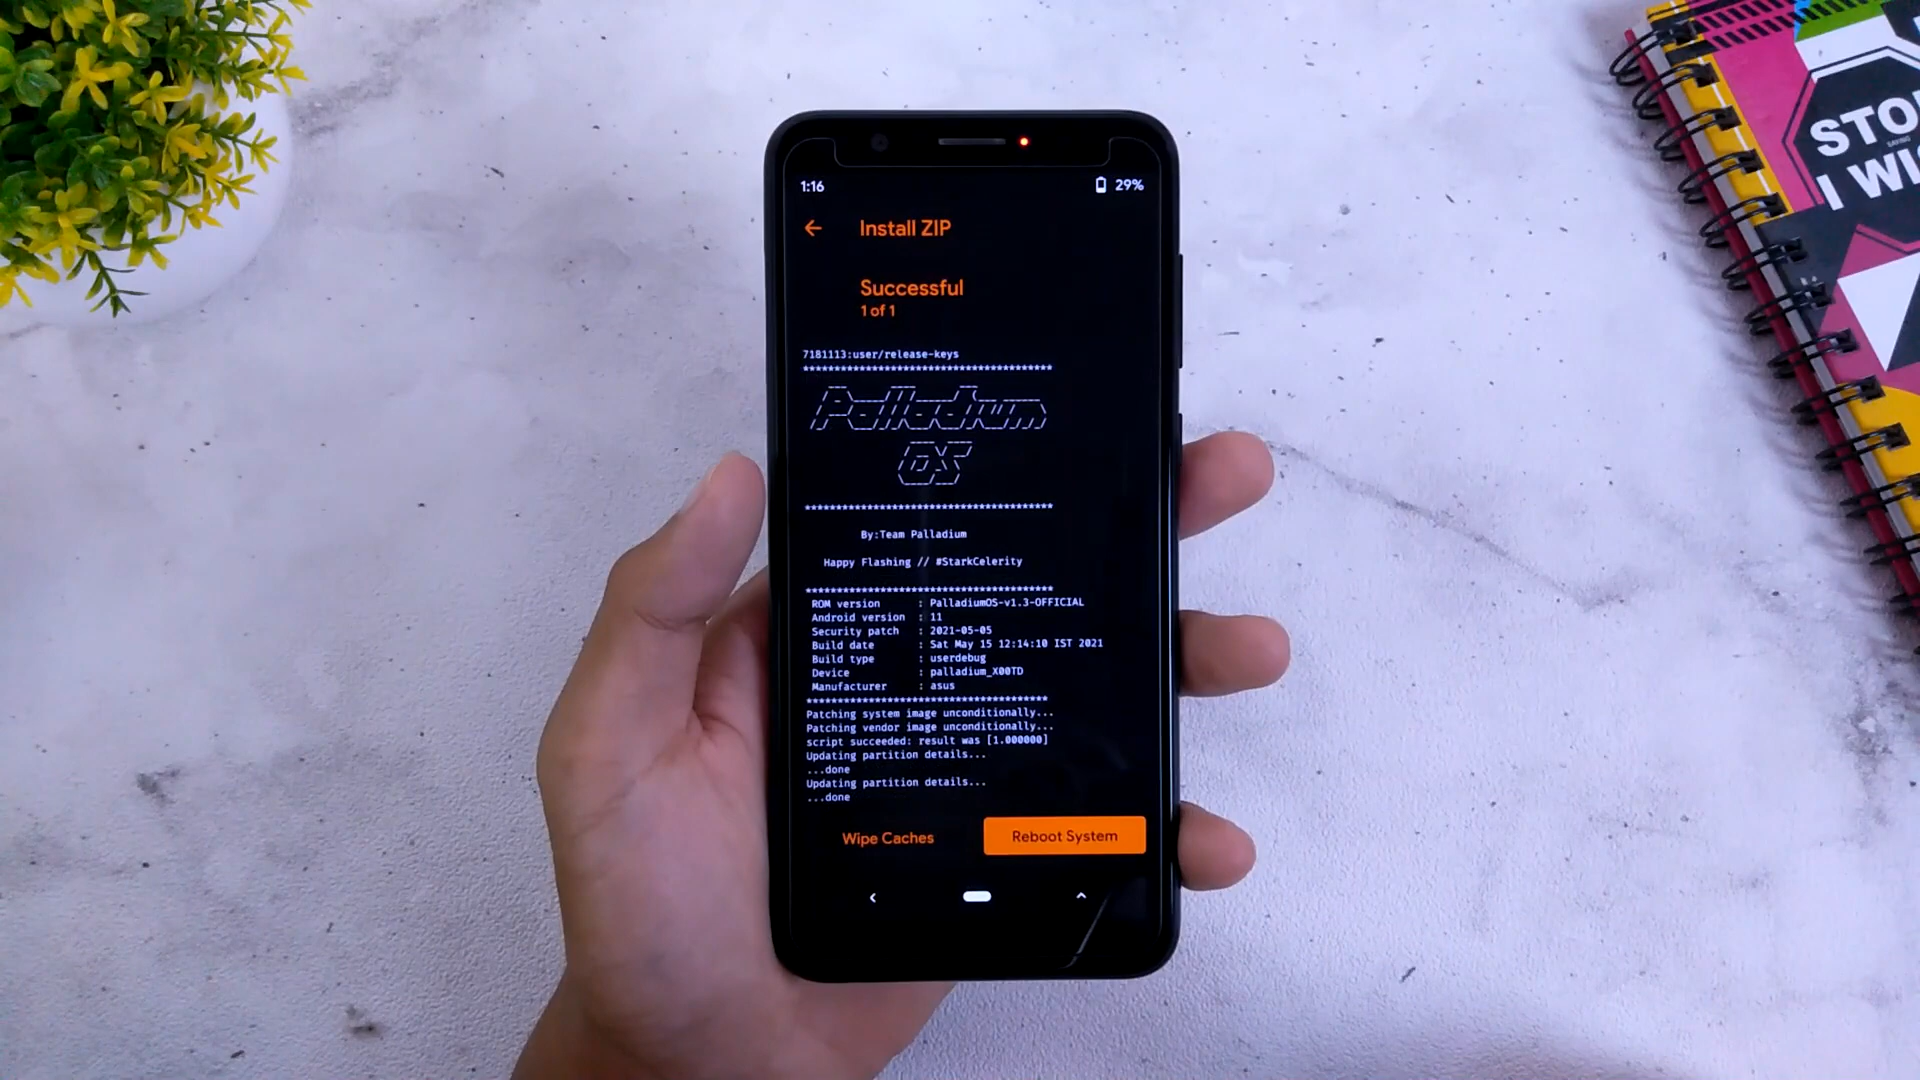 1:16
29%
Install ZIP
Successful
1 of 1
7181113:user/release-keys
****************************************
Palladium
OS
****************************************
By:Team Palladium
Happy Flashing // #StarkCelerity
****************************************
ROM version : PalladiumOS-v1.3-OFFICIAL
Android version : 11
Security patch : 2021-05-05
Build date : Sat May 15 12:14:10 IST 2021
Build type : userdebug
Device : palladium_X00TD
Manufacturer : asus
****************************************
Patching system image unconditionally...
Patching vendor image unconditionally...
script succeeded: result was [1.000000]
Updating partition details...
...done
Updating partition details...
...done
Wipe Caches
Reboot System
STO
I WI